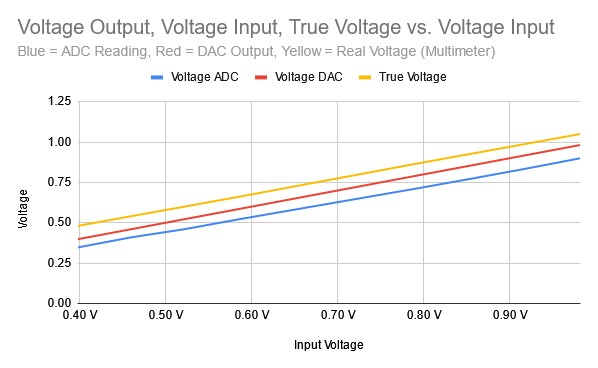 Voltage Output, Voltage Input, True Voltage vs. Voltage Input
Blue = ADC Reading, Red = DAC Output, Yellow = Real Voltage (Multimeter)
Voltage ADC Voltage DAC True Voltage
1.25
1.00
0.75
0.50
0.25
0.00
Voltage
0.40 V 0.50 V 0.60 V 0.70 V 0.80 V 0.90 V
Input Voltage